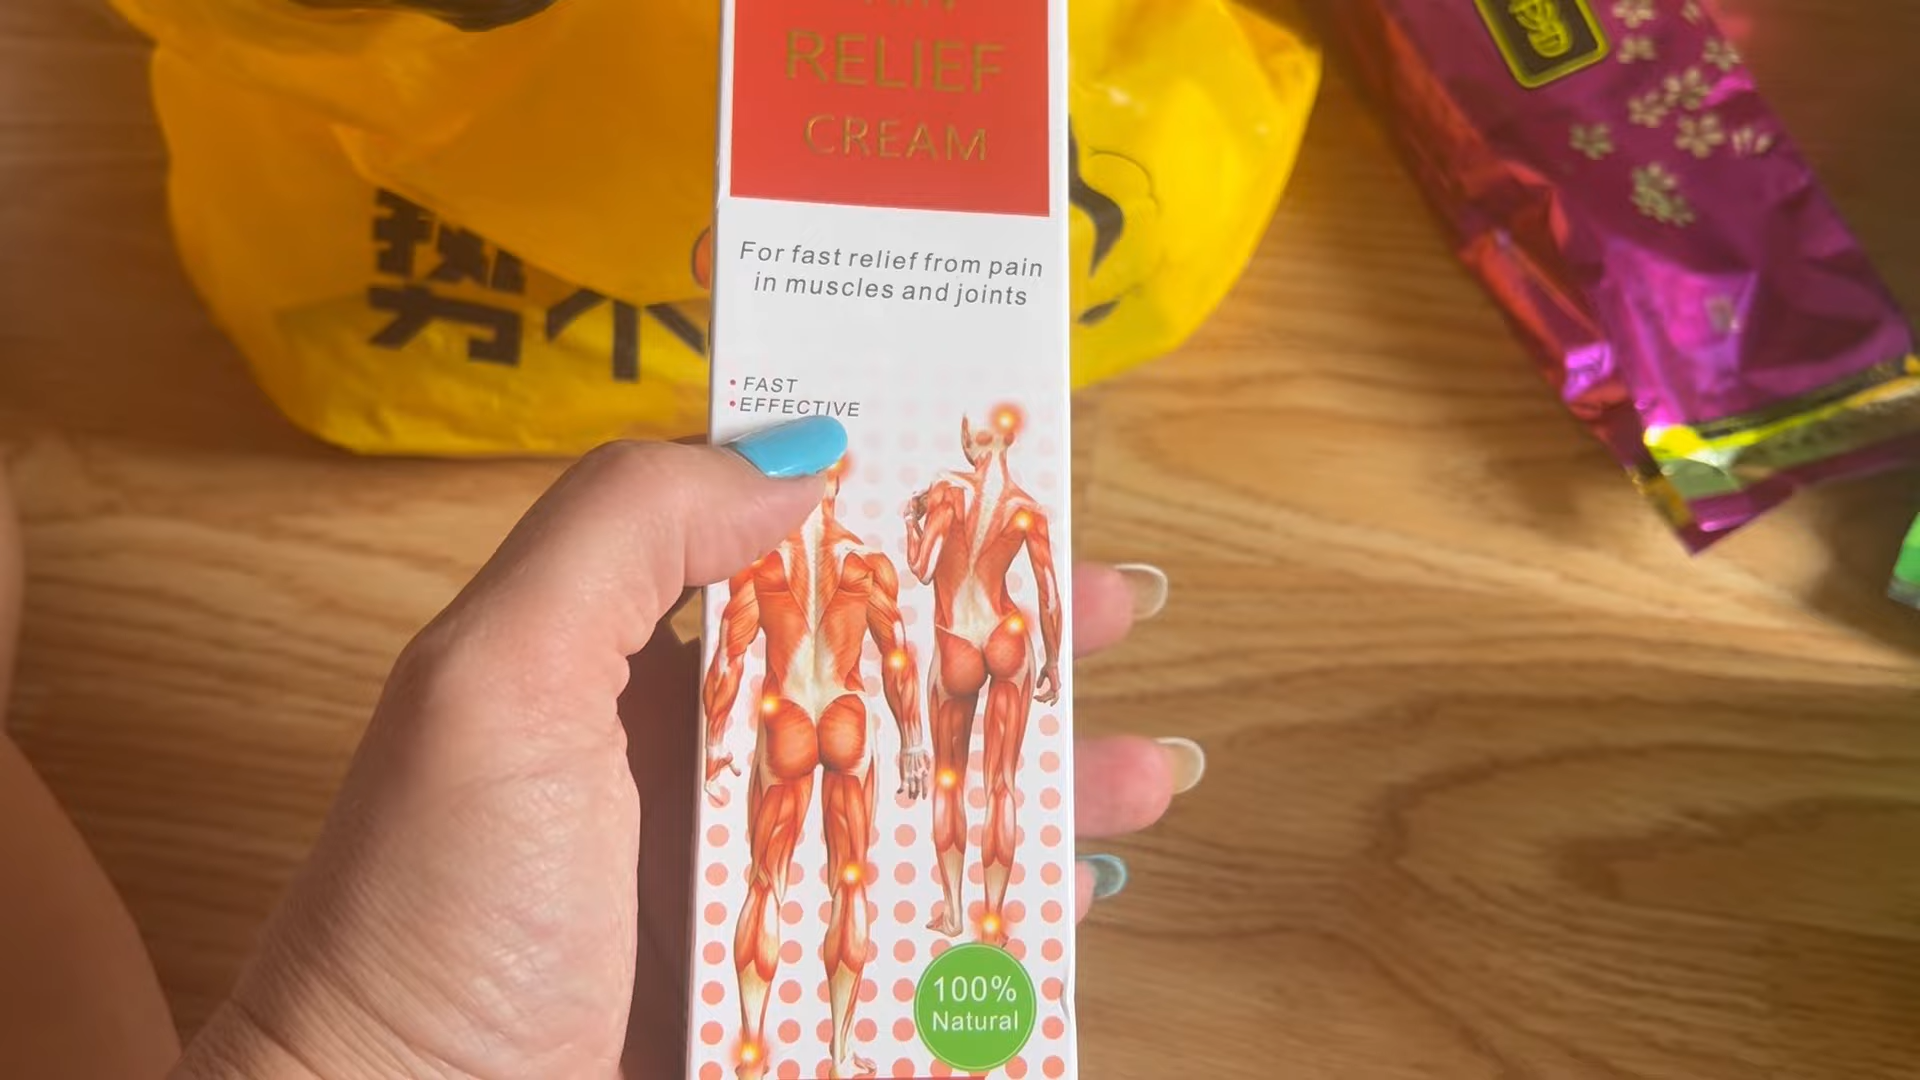 RELIEF
CREAM
For fast relief from pain
in muscles and joints
• FAST
•EFFECTIVE
100%
Natural